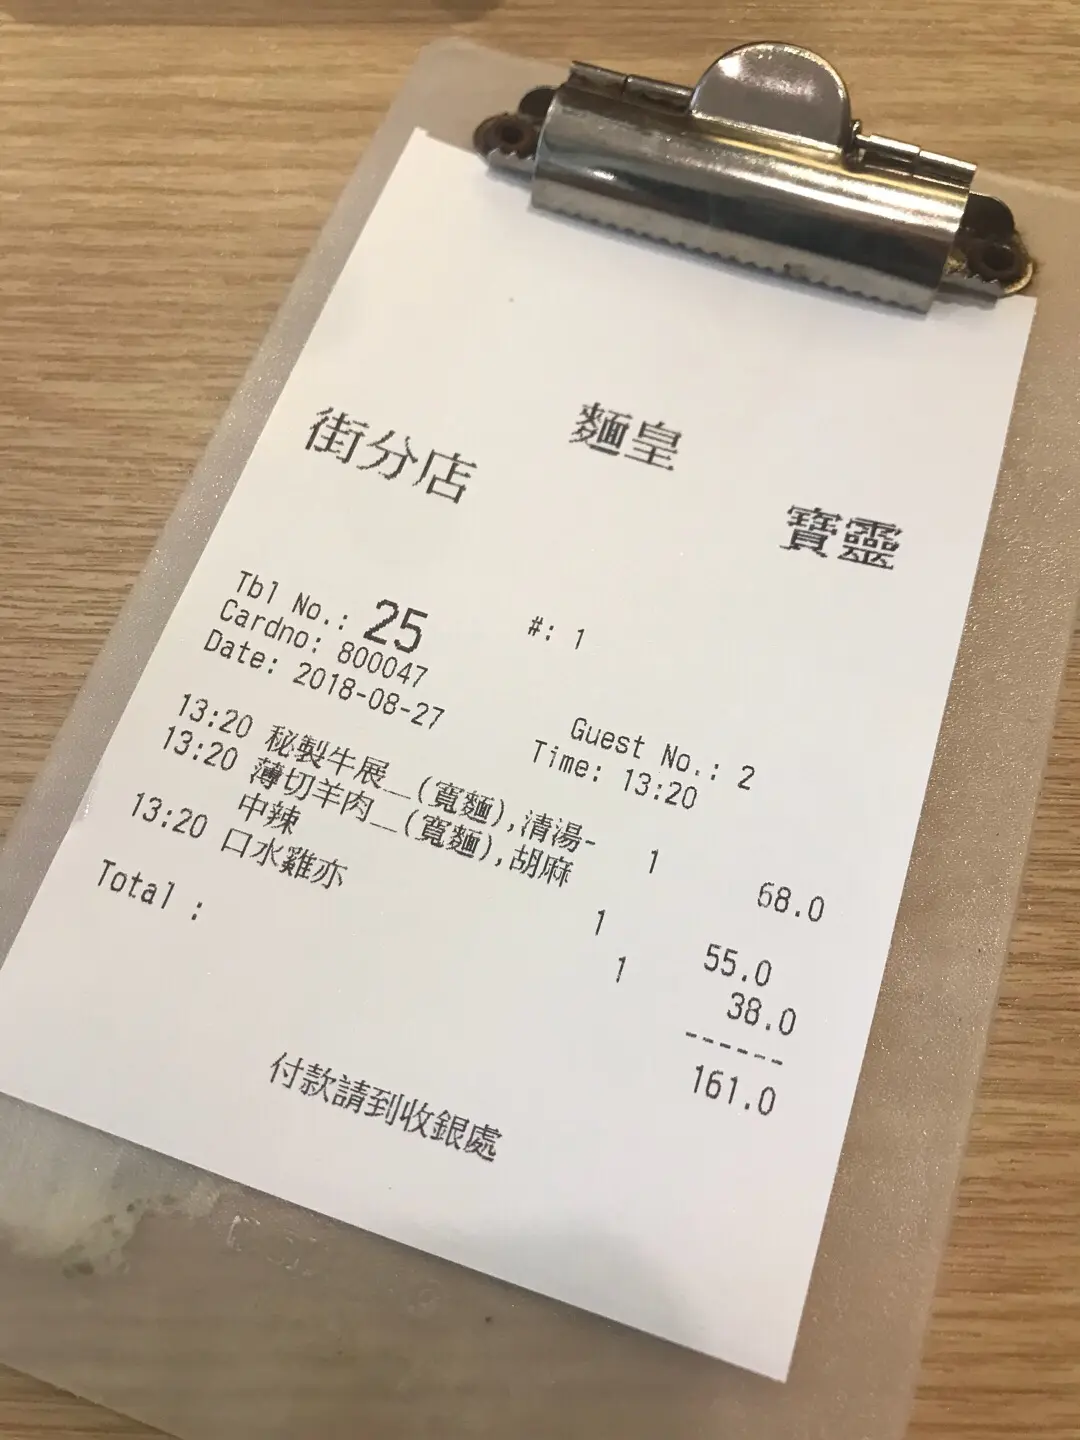 麵皇
寶靈
街分店
Tbl No.: 25 #: 1
Cardno: 800047
Guest No.: 2
Date: 2018-08-27 Time: 13:20
13:20 秘製牛展__(寬麵),清湯- 1 68.0
13:20 薄切羊肉__(寬麵),胡麻
中辣 1 55.0
13:20 口水雞亦 1 38.0
------
Total : 161.0
付款請到收銀處